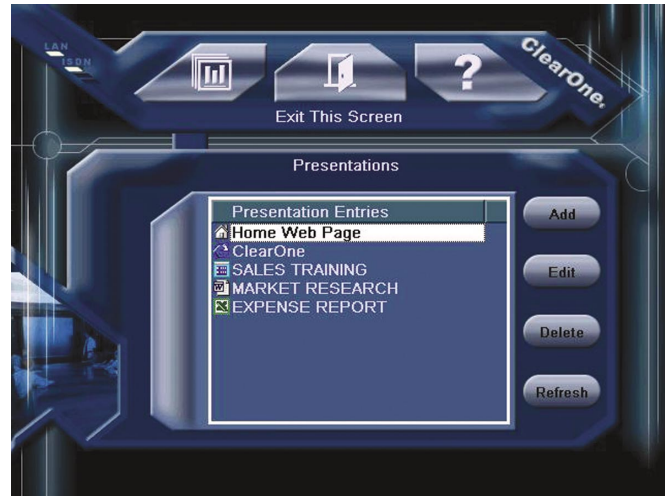 LAN
ISDN
?
ClearOne.
Exit This Screen
Presentations
Presentation Entries
Home Web Page
ClearOne
SALES TRAINING
MARKET RESEARCH
EXPENSE REPORT
Add
Edit
Delete
Refresh